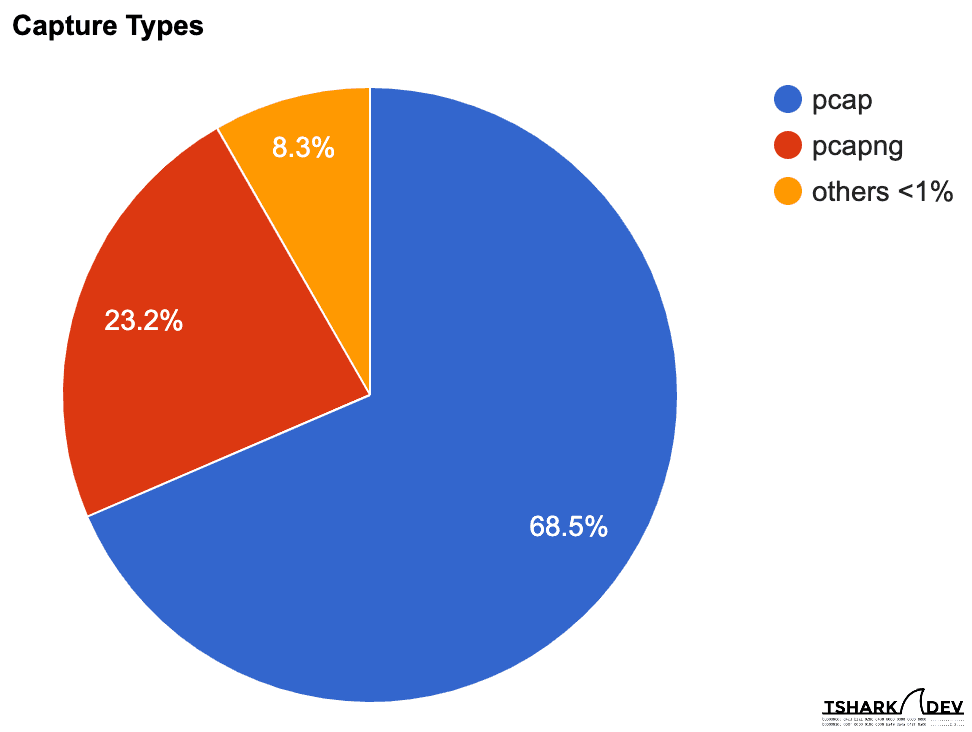 Capture Types
pcap
pcapng
others <1%
8.3%
23.2%
68.5%
TSHARK DEV